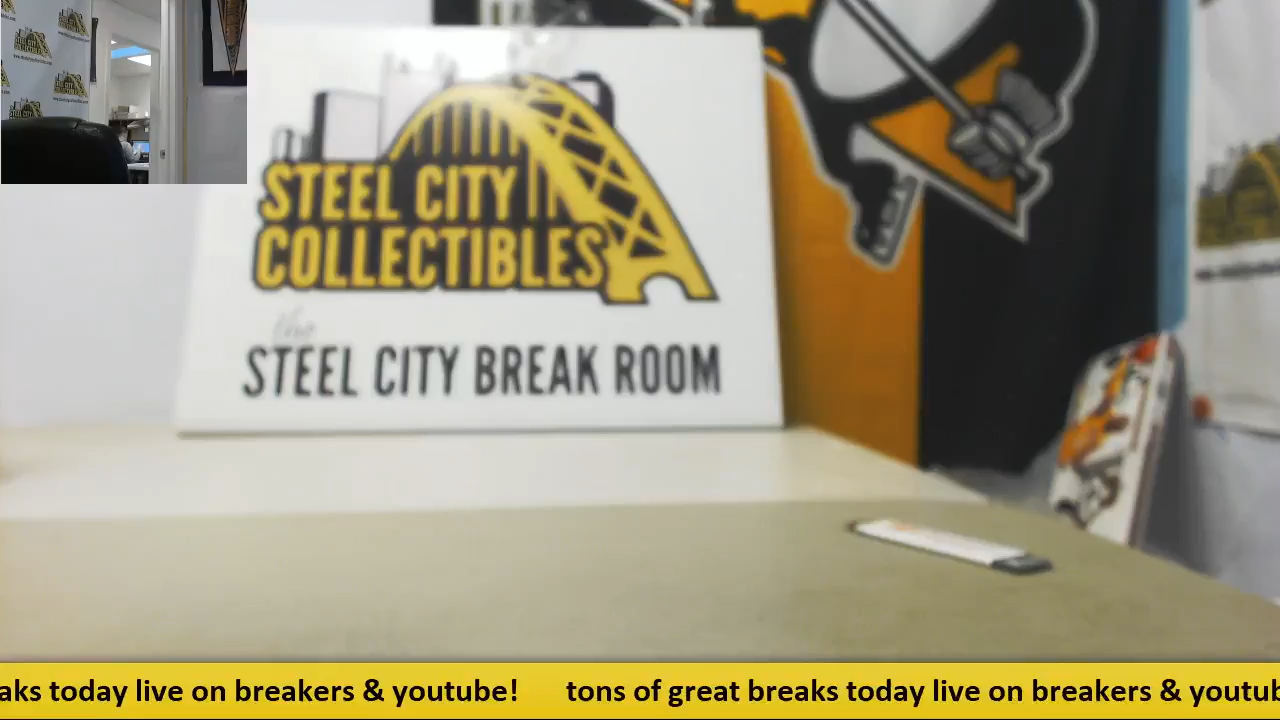 STEEL CITY
COLLECTIBLES
the
STEEL CITY BREAK ROOM
aks today live on breakers & youtube! tons of great breaks today live on breakers & youtub